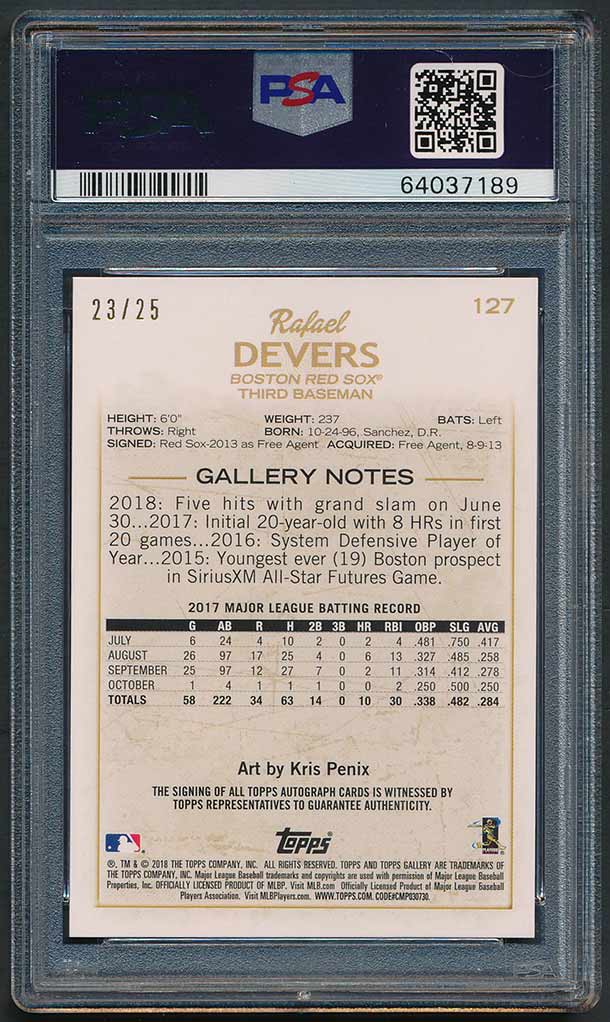 PSA
PSA
64037189
23/25
127
Rafael
DEVERS
BOSTON RED SOX®
THIRD BASEMAN
HEIGHT: 6'0" WEIGHT: 237 BATS: Left
THROWS: Right BORN: 10-24-96, Sanchez, D.R.
SIGNED: Red Sox-2013 as Free Agent ACQUIRED: Free Agent, 8-9-13
GALLERY NOTES
2018: Five hits with grand slam on June
30...2017: Initial 20-year-old with 8 HRs in first
20 games...2016: System Defensive Player of
Year...2015: Youngest ever (19) Boston prospect
in SiriusXM All-Star Futures Game.
2017 MAJOR LEAGUE BATTING RECORD
G AB R H 2B 3B HR RBI OBP SLG AVG
JULY 6 24 4 10 2 0 2 4 .481 .750 .417
AUGUST 26 97 17 25 4 0 6 13 .327 .485 .258
SEPTEMBER 25 97 12 27 7 0 2 11 .314 .412 .278
OCTOBER 1 4 1 1 1 0 0 2 .250 .500 .250
TOTALS 58 222 34 63 14 0 10 30 .338 .482 .284
Art by Kris Penix
THE SIGNING OF ALL TOPPS AUTOGRAPH CARDS IS WITNESSED BY
TOPPS REPRESENTATIVES TO GUARANTEE AUTHENTICITY.
Topps
®, TM & © 2018 THE TOPPS COMPANY, INC. ALL RIGHTS RESERVED. TOPPS AND TOPPS GALLERY ARE TRADEMARKS OF
THE TOPPS COMPANY, INC. Major League Baseball trademarks and copyrights are used with permission of Major League Baseball
Properties, Inc. OFFICIALLY LICENSED PRODUCT OF MLBP. Visit MLB.com Officially Licensed Product of Major League Baseball
Players Association. Visit MLBPlayers.com. WWW.TOPPS.COM. CODE#CMP030730.
PSA